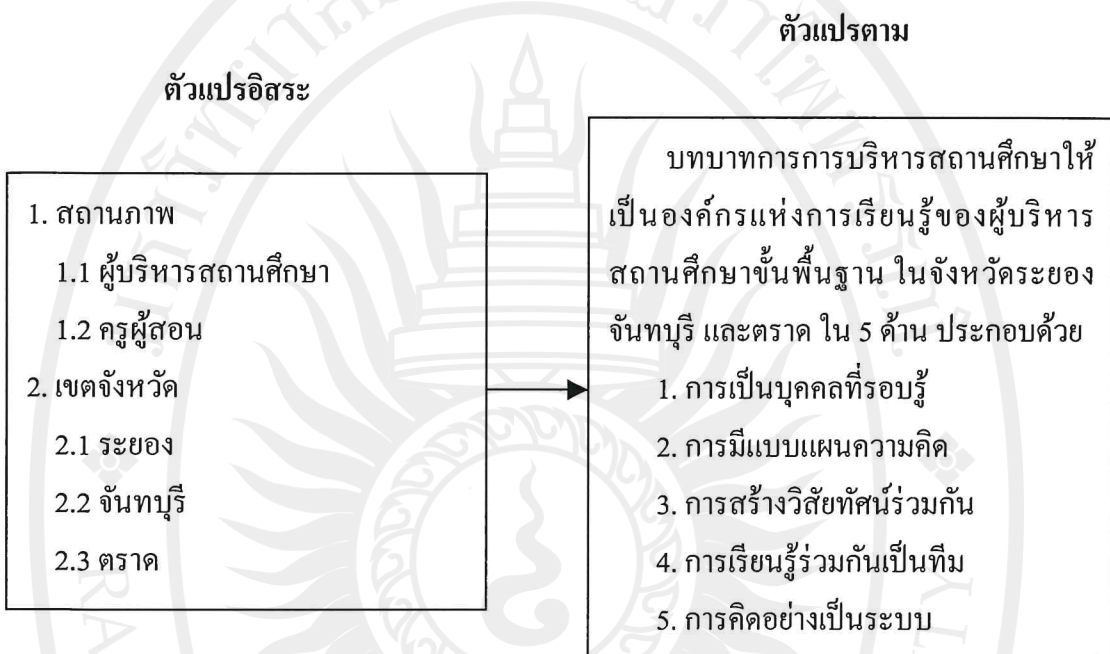 ตัวแปรตาม
ตัวแปรอิสระ
1. สถานภาพ
1.1 ผู้บริหารสถานศึกษา
1.2 ครูผู้สอน
2. เขตจังหวัด
2.1 ระยอง
2.2 จันทบุรี
2.3 ตราด
บทบาทการการบริหารสถานศึกษาให้
เป็นองค์กรแห่งการเรียนรู้ของผู้บริหาร
สถานศึกษาขั้นพื้นฐาน ในจังหวัดระยอง
จันทบุรี และตราด ใน 5 ด้าน ประกอบด้วย
1. การเป็นบุคคลที่รอบรู้
2. การมีแบบแผนความคิด
3. การสร้างวิสัยทัศน์ร่วมกัน
4. การเรียนรู้ร่วมกันเป็นทีม
5. การคิดอย่างเป็นระบบ